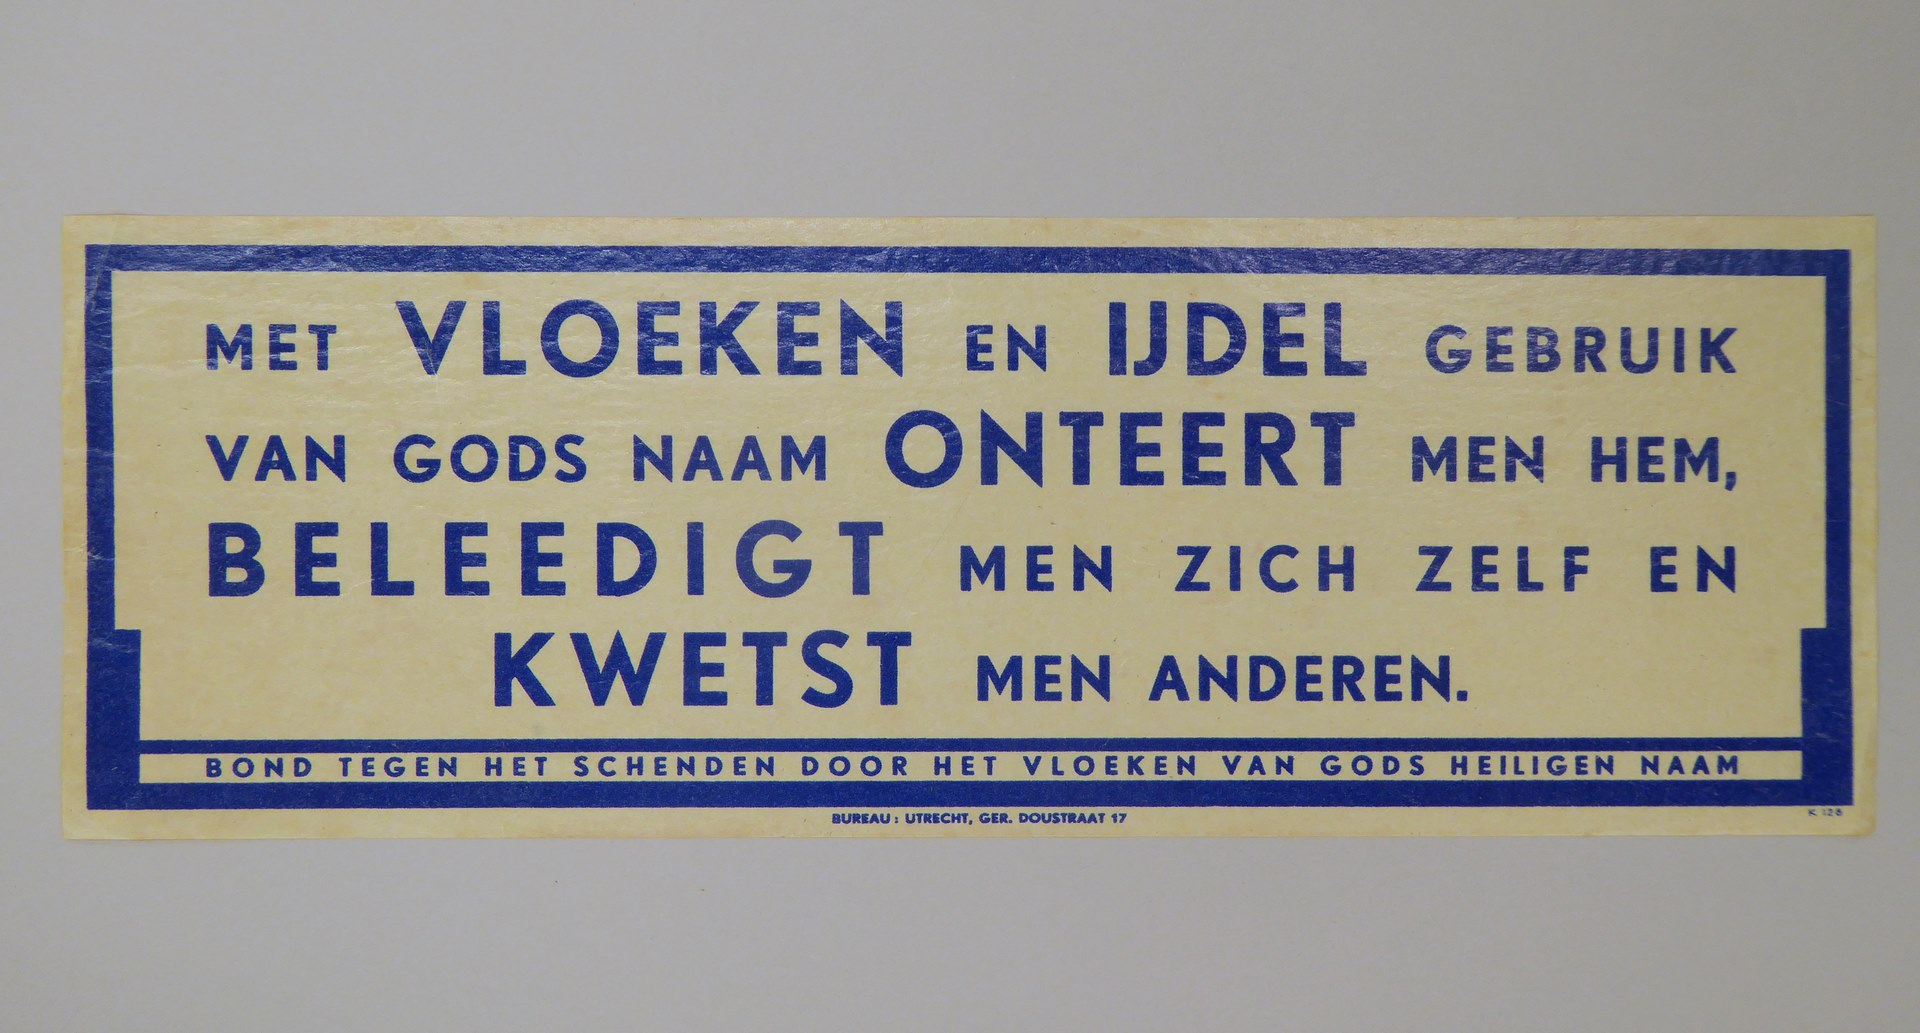 MET VLOEKEN EN IJDEL GEBRUIK
VAN GODS NAAM ONTEERT MEN HEM,
BELEEDIGT MEN ZICH ZELF EN
KWETST MEN ANDEREN.
BOND TEGEN HET SCHENDEN DOOR HET VLOEKEN VAN GODS HEILIGEN NAAM
BUREAU: UTRECHT, GER. DOUSTRAAT 17
K 128